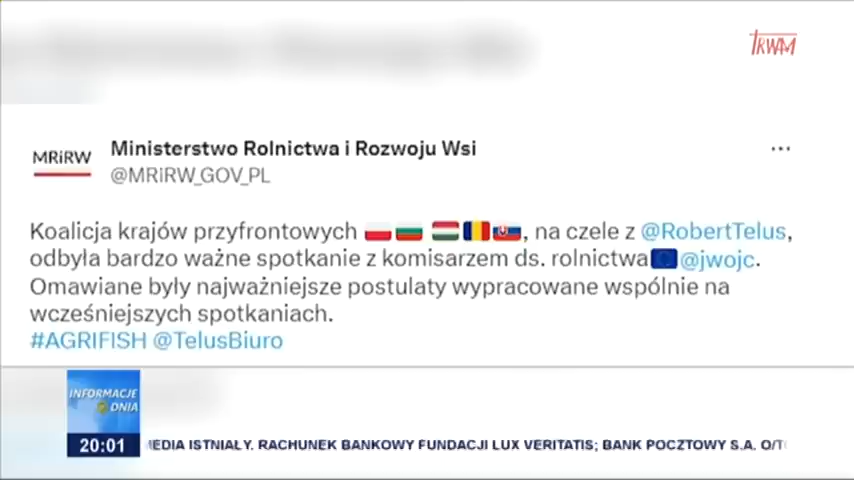 TRWAM
MRiRW
Ministerstwo Rolnictwa i Rozwoju Wsi
@MRiRW_GOV_PL
Koalicja krajów przyfrontowych 🇵🇱🇧🇬 🇭🇺🇷🇴🇸🇰, na czele z @RobertTelus,
odbyła bardzo ważne spotkanie z komisarzem ds. rolnictwa🇪🇺@jwojc.
Omawiane były najważniejsze postulaty wypracowane wspólnie na
wcześniejszych spotkaniach.
#AGRIFISH @TelusBiuro
INFORMACJE
DNIA
20:01
MEDIA ISTNIAŁY. RACHUNEK BANKOWY FUNDACJI LUX VERITATIS; BANK POCZTOWY S.A. O/T